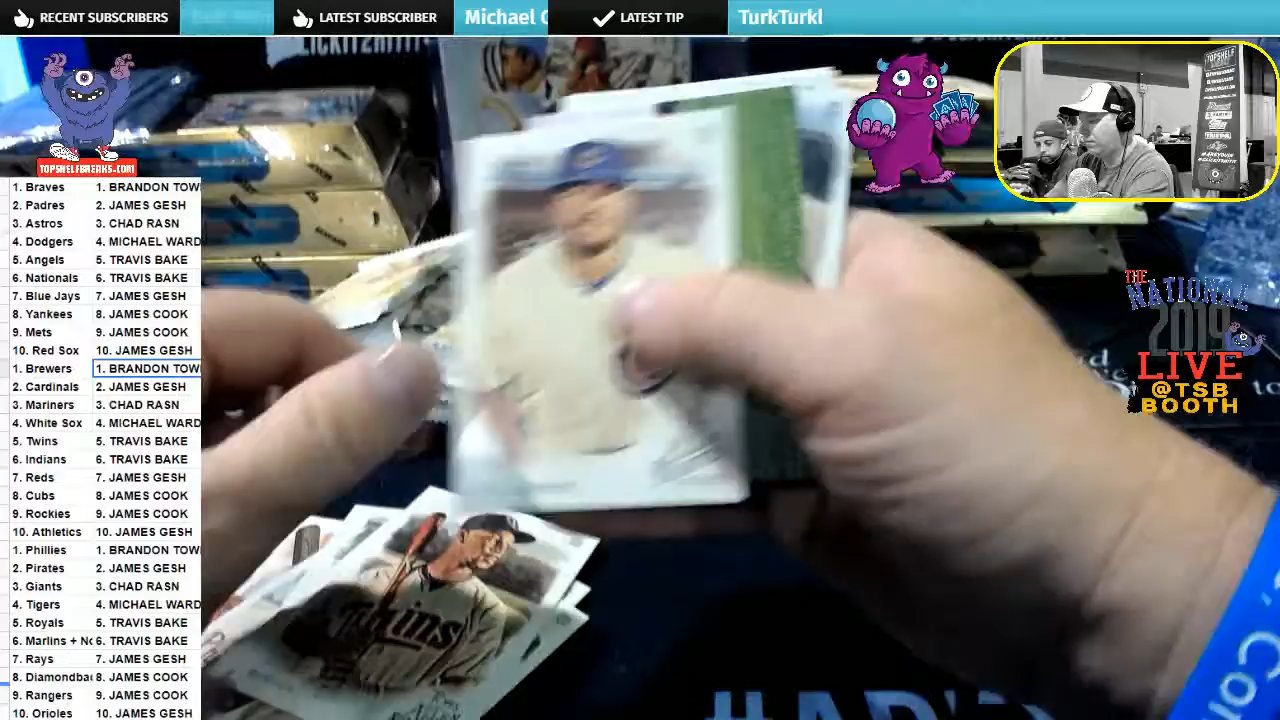 RECENT SUBSCRIBERS
LATEST SUBSCRIBER
Michael
LATEST TIP
TurkTurkl
TOPSHELFBREAKS.COM
1. Braves 1. BRANDON TOW
2. Padres 2. JAMES GESH
3. Astros 3. CHAD RASN
4. Dodgers 4. MICHAEL WARD
5. Angels 5. TRAVIS BAKE
6. Nationals 6. TRAVIS BAKE
7. Blue Jays 7. JAMES GESH
8. Yankees 8. JAMES COOK
9. Mets 9. JAMES COOK
10. Red Sox 10. JAMES GESH
1. Brewers 1. BRANDON TOW
2. Cardinals 2. JAMES GESH
3. Mariners 3. CHAD RASN
4. White Sox 4. MICHAEL WARD
5. Twins 5. TRAVIS BAKE
6. Indians 6. TRAVIS BAKE
7. Reds 7. JAMES GESH
8. Cubs 8. JAMES COOK
9. Rockies 9. JAMES COOK
10. Athletics 10. JAMES GESH
1. Phillies 1. BRANDON TOW
2. Pirates 2. JAMES GESH
3. Giants 3. CHAD RASN
4. Tigers 4. MICHAEL WARD
5. Royals 5. TRAVIS BAKE
6. Marlins + No 6. TRAVIS BAKE
7. Rays 7. JAMES GESH
8. Diamondba 8. JAMES COOK
9. Rangers 9. JAMES COOK
10. Orioles 10. JAMES GESH
THE
NATIONAL
2019
LIVE
@TSB
BOOTH
TOPSHELF
Twins